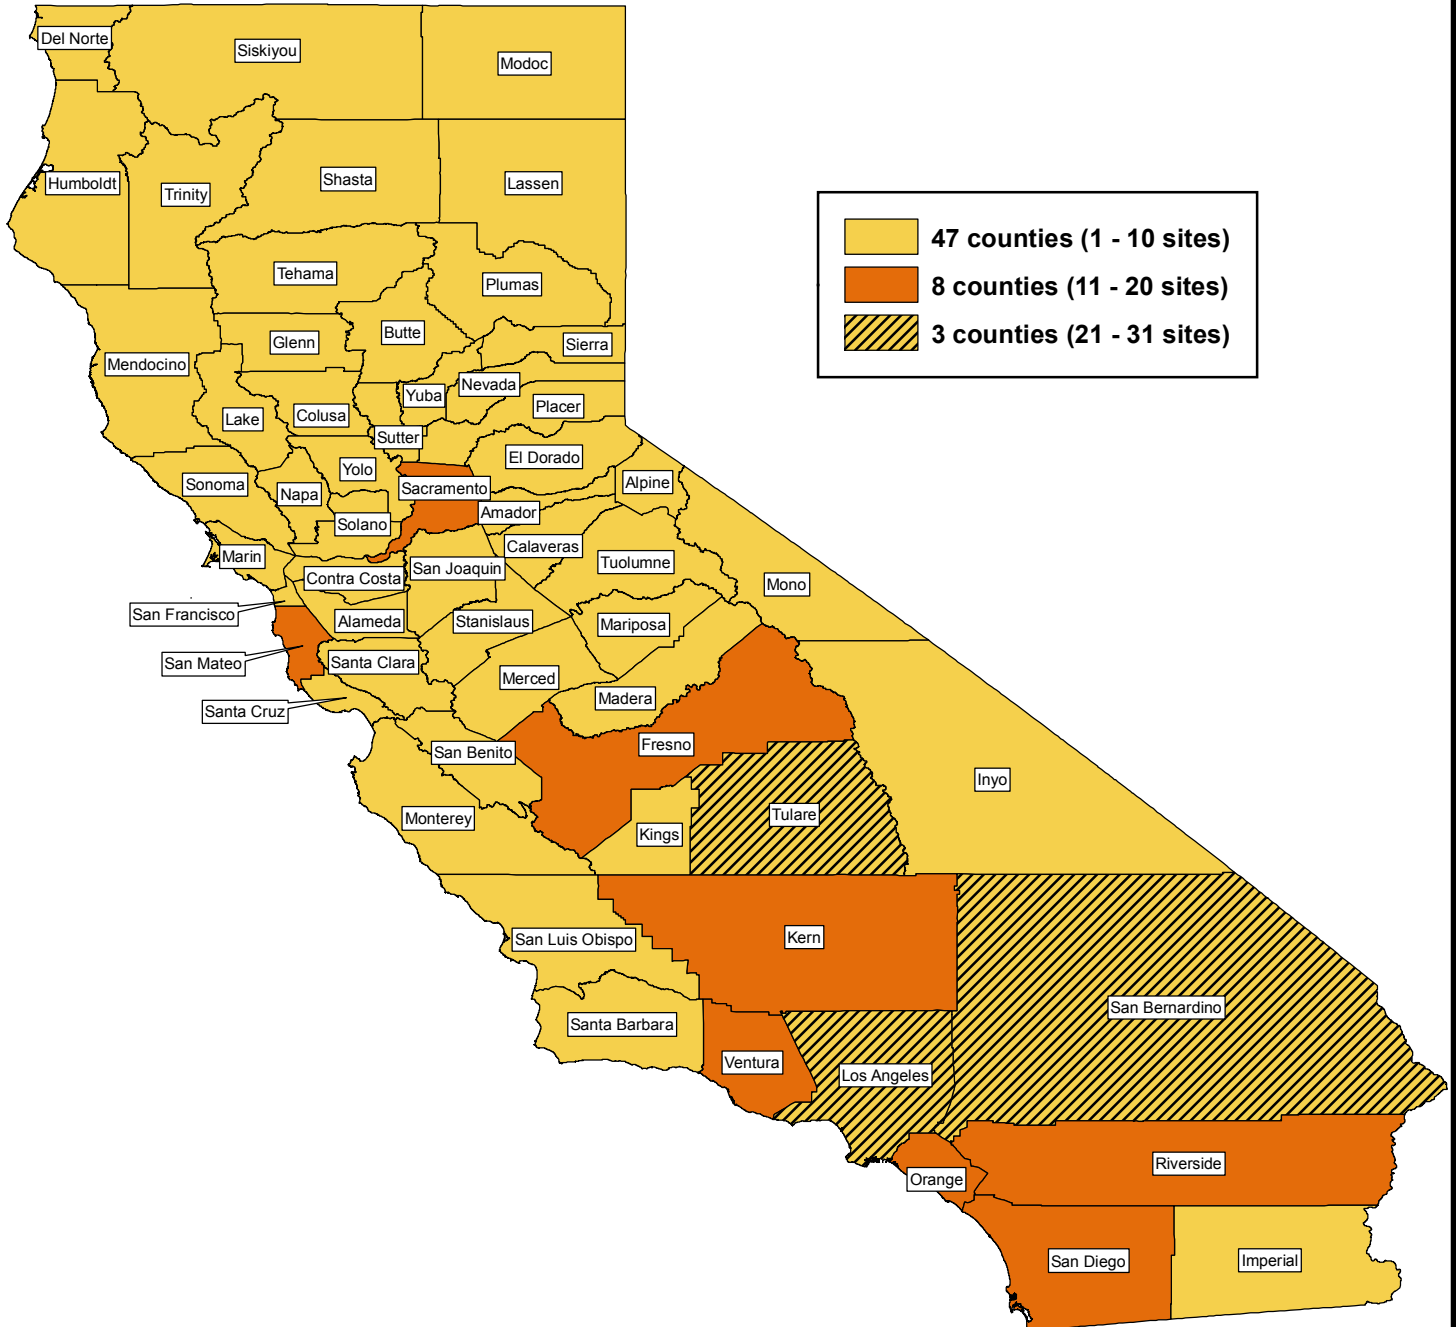 Del Norte
Siskiyou
Modoc
Humboldt
Trinity
Shasta
Lassen
47 counties (1 - 10 sites)
8 counties (11 - 20 sites)
3 counties (21 - 31 sites)
Tehama
Plumas
Mendocino
Glenn
Butte
Sierra
Lake
Colusa
Yuba
Nevada
Placer
Sutter
Sonoma
Napa
Yolo
El Dorado
Sacramento
Alpine
Solano
Amador
Marin
Contra Costa
San Joaquin
Calaveras
Tuolumne
Mono
San Francisco
Alameda
Stanislaus
Mariposa
San Mateo
Santa Clara
Merced
Madera
Santa Cruz
San Benito
Fresno
Inyo
Monterey
Kings
Tulare
San Luis Obispo
Kern
San Bernardino
Santa Barbara
Ventura
Los Angeles
Orange
Riverside
San Diego
Imperial